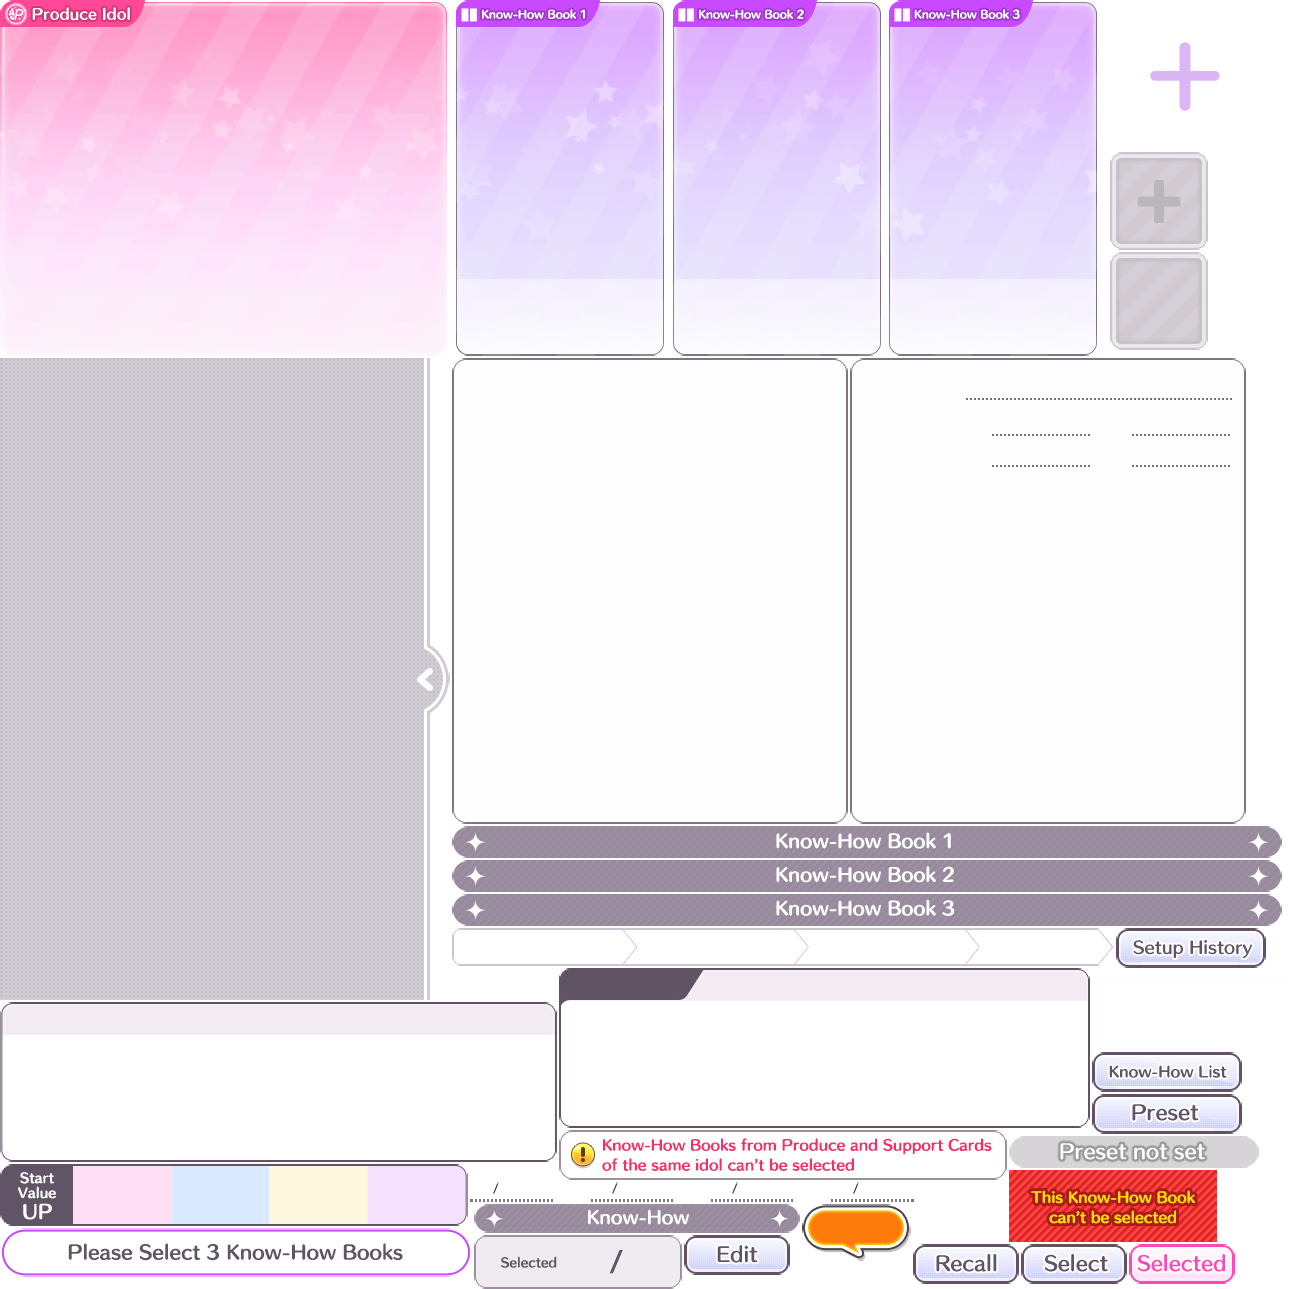 Produce Idol
Know-How Book 1
Know-How Book 2
Know-How Book 3
Know-How Book 1
Know-How Book 2
Know-How Book 3
Setup History
Know-How List
Preset
Know-How Books from Produce and Support Cards
of the same idol can't be selected
Preset not set
Start
Value
UP
This Know-How Book
can't be selected
/ / / /
Know-How
Please Select 3 Know-How Books
Selected /
Edit
Recall
Select
Selected